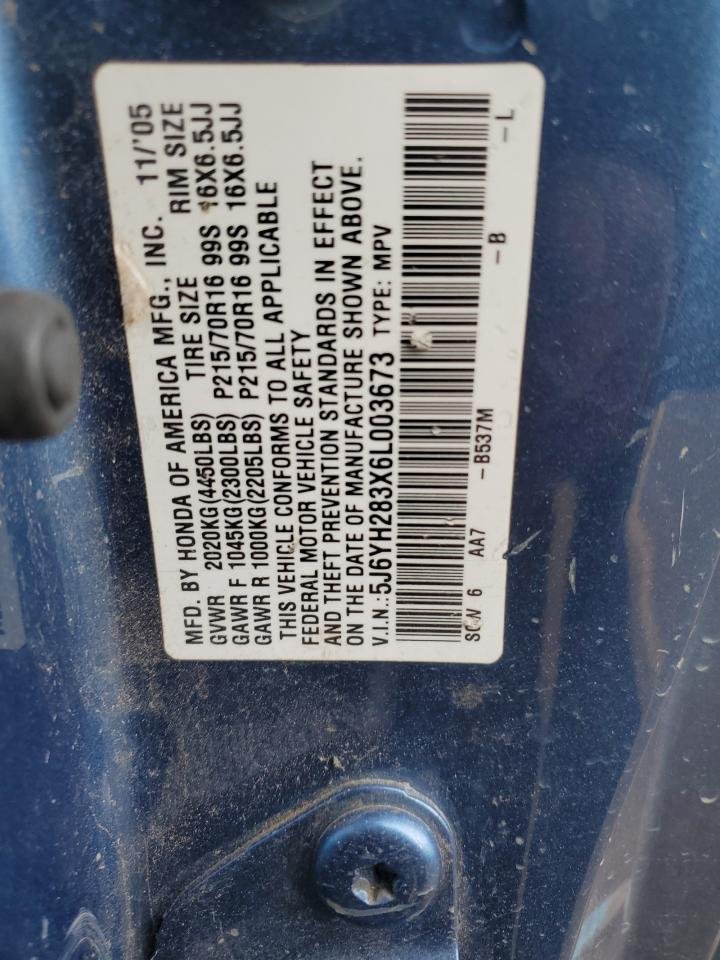 MFD. BY HONDA OF AMERICA MFG., INC. 11/'05
GVWR 2020KG(4450LBS) TIRE SIZE RIM SIZE
GAWR F 1045KG(2300LBS) P215/70R16 99S 16X6.5JJ
GAWR R 1000KG(2205LBS) P215/70R16 99S 16X6.5JJ
THIS VEHICLE CONFORMS TO ALL APPLICABLE
FEDERAL MOTOR VEHICLE SAFETY
AND THEFT PREVENTION STANDARDS IN EFFECT
ON THE DATE OF MANUFACTURE SHOWN ABOVE.
V.I.N.:5J6YH283X6L003673 TYPE: MPV
SCW 6 AA7 -B537M -B -L